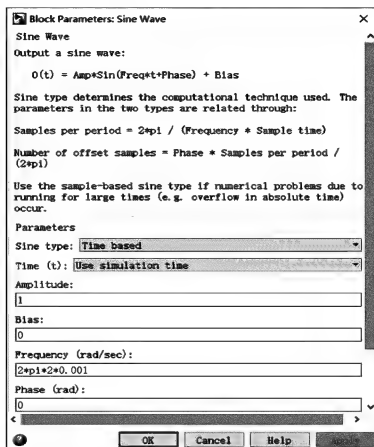 Block Parameters: Sine Wave
Sine Wave
Output a sine wave:
O(t) = Amp*Sin(Freq*t+Phase) + Bias
Sine type determines the computational technique used. The
parameters in the two types are related through:
Samples per period = 2*pi / (Frequency * Sample time)
Number of offset samples = Phase * Samples per period /
(2*pi)
Use the sample-based sine type if numerical problems due to
running for large times (e.g. overflow in absolute time)
occur.
Parameters
Sine type: Time based
Time (t): Use simulation time
Amplitude:
1
Bias:
0
Frequency (rad/sec):
2*pi*2*0.001
Phase (rad):
0
OK Cancel Help Apply